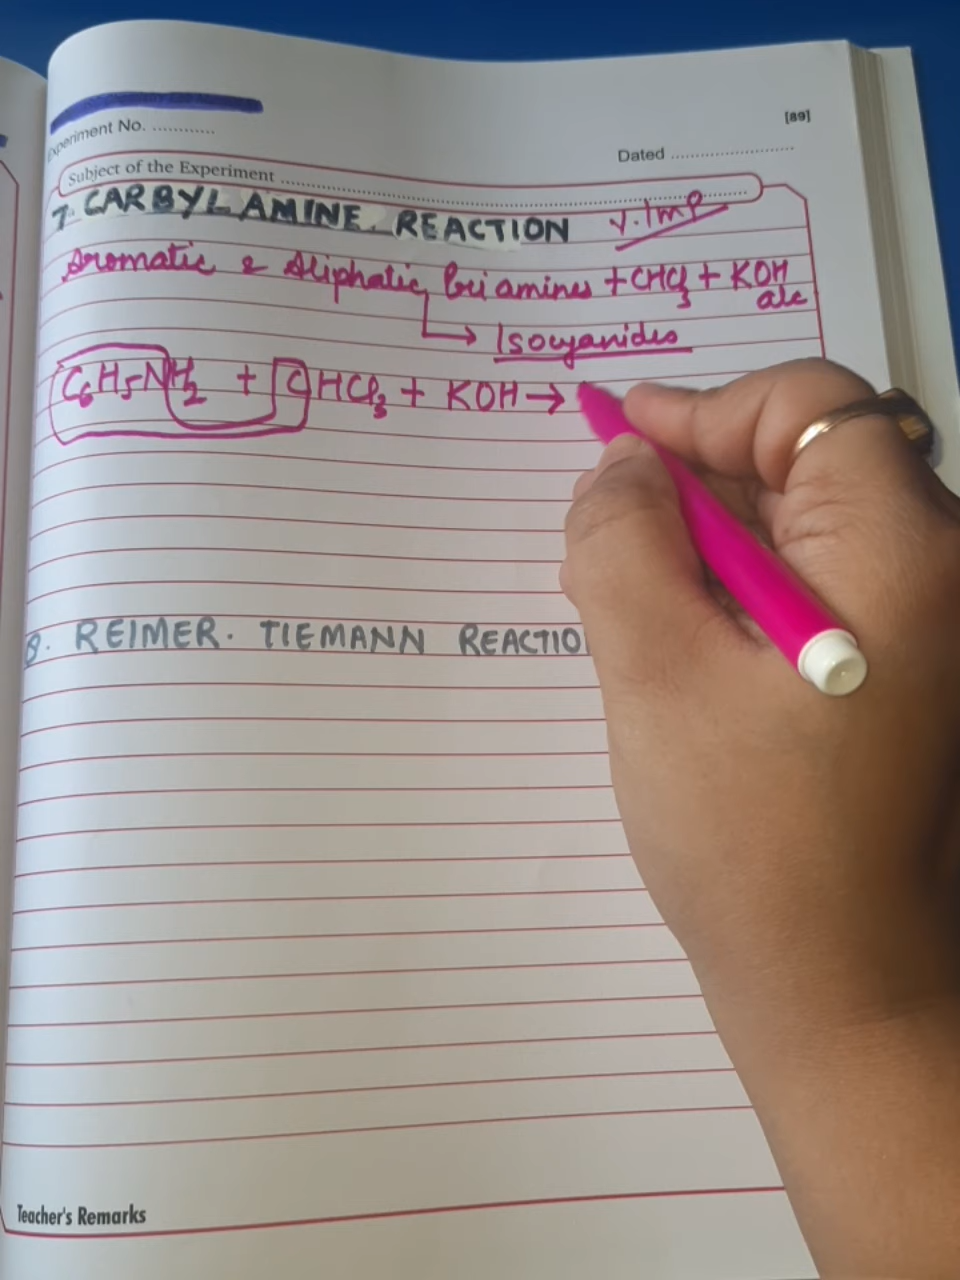 [89]
Experiment No. ............
Dated ........................
Subject of the Experiment ........................
7. CARBYLAMINE. REACTION V.Imp
Aromatic & Aliphatic pri amines + CHCl3 + KOH
alc
Isocyanides
C6H5NH2 + CHCl3 + KOH →
8. REIMER. TIEMANN REACTIO
Teacher's Remarks